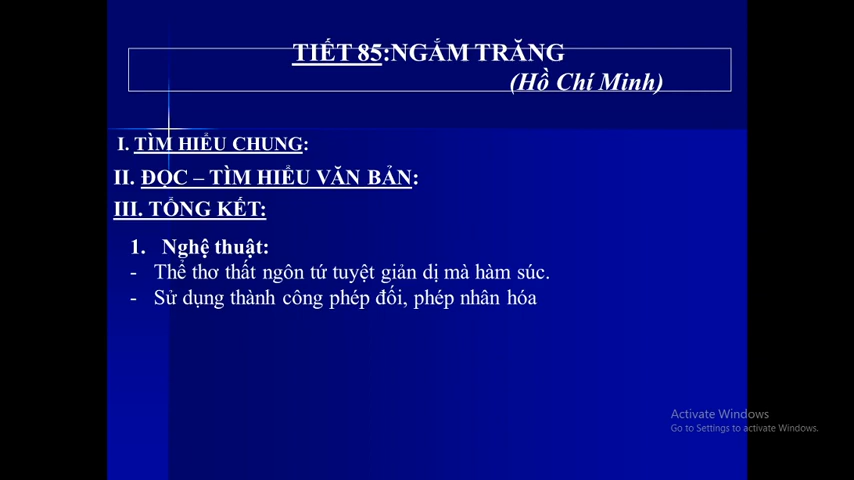 TIẾT 85:NGẮM TRĂNG
(Hồ Chí Minh)
I. TÌM HIỂU CHUNG:
II. ĐỌC – TÌM HIỂU VĂN BẢN:
III. TỔNG KẾT:
1. Nghệ thuật:
- Thể thơ thất ngôn tứ tuyệt giản dị mà hàm súc.
- Sử dụng thành công phép đối, phép nhân hóa
Activate Windows
Go to Settings to activate Windows.